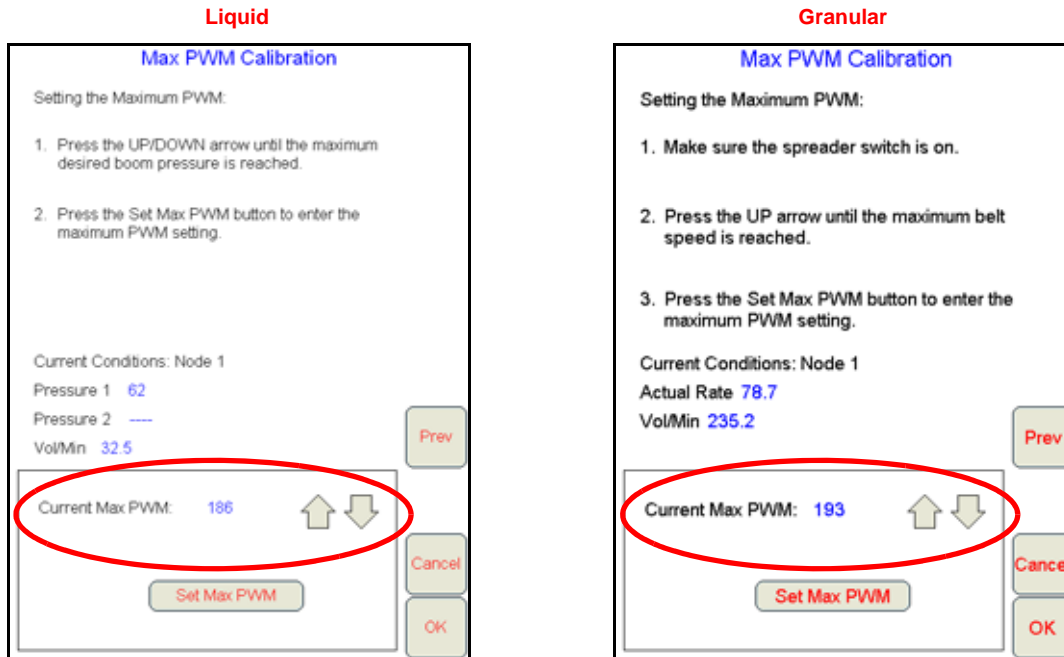 Liquid
Max PWM Calibration
Setting the Maximum PWM:
1. Press the UP/DOWN arrow until the maximum
desired boom pressure is reached.
2. Press the Set Max PWM button to enter the
maximum PWM setting.
Current Conditions: Node 1
Pressure 1 62
Pressure 2 ----
Vol/Min 32.5
Prev
Current Max PWM: 186
Cancel
Set Max PWM
OK
Granular
Max PWM Calibration
Setting the Maximum PWM:
1. Make sure the spreader switch is on.
2. Press the UP arrow until the maximum belt
speed is reached.
3. Press the Set Max PWM button to enter the
maximum PWM setting.
Current Conditions: Node 1
Actual Rate 78.7
Vol/Min 235.2
Prev
Current Max PWM: 193
Cance
Set Max PWM
OK